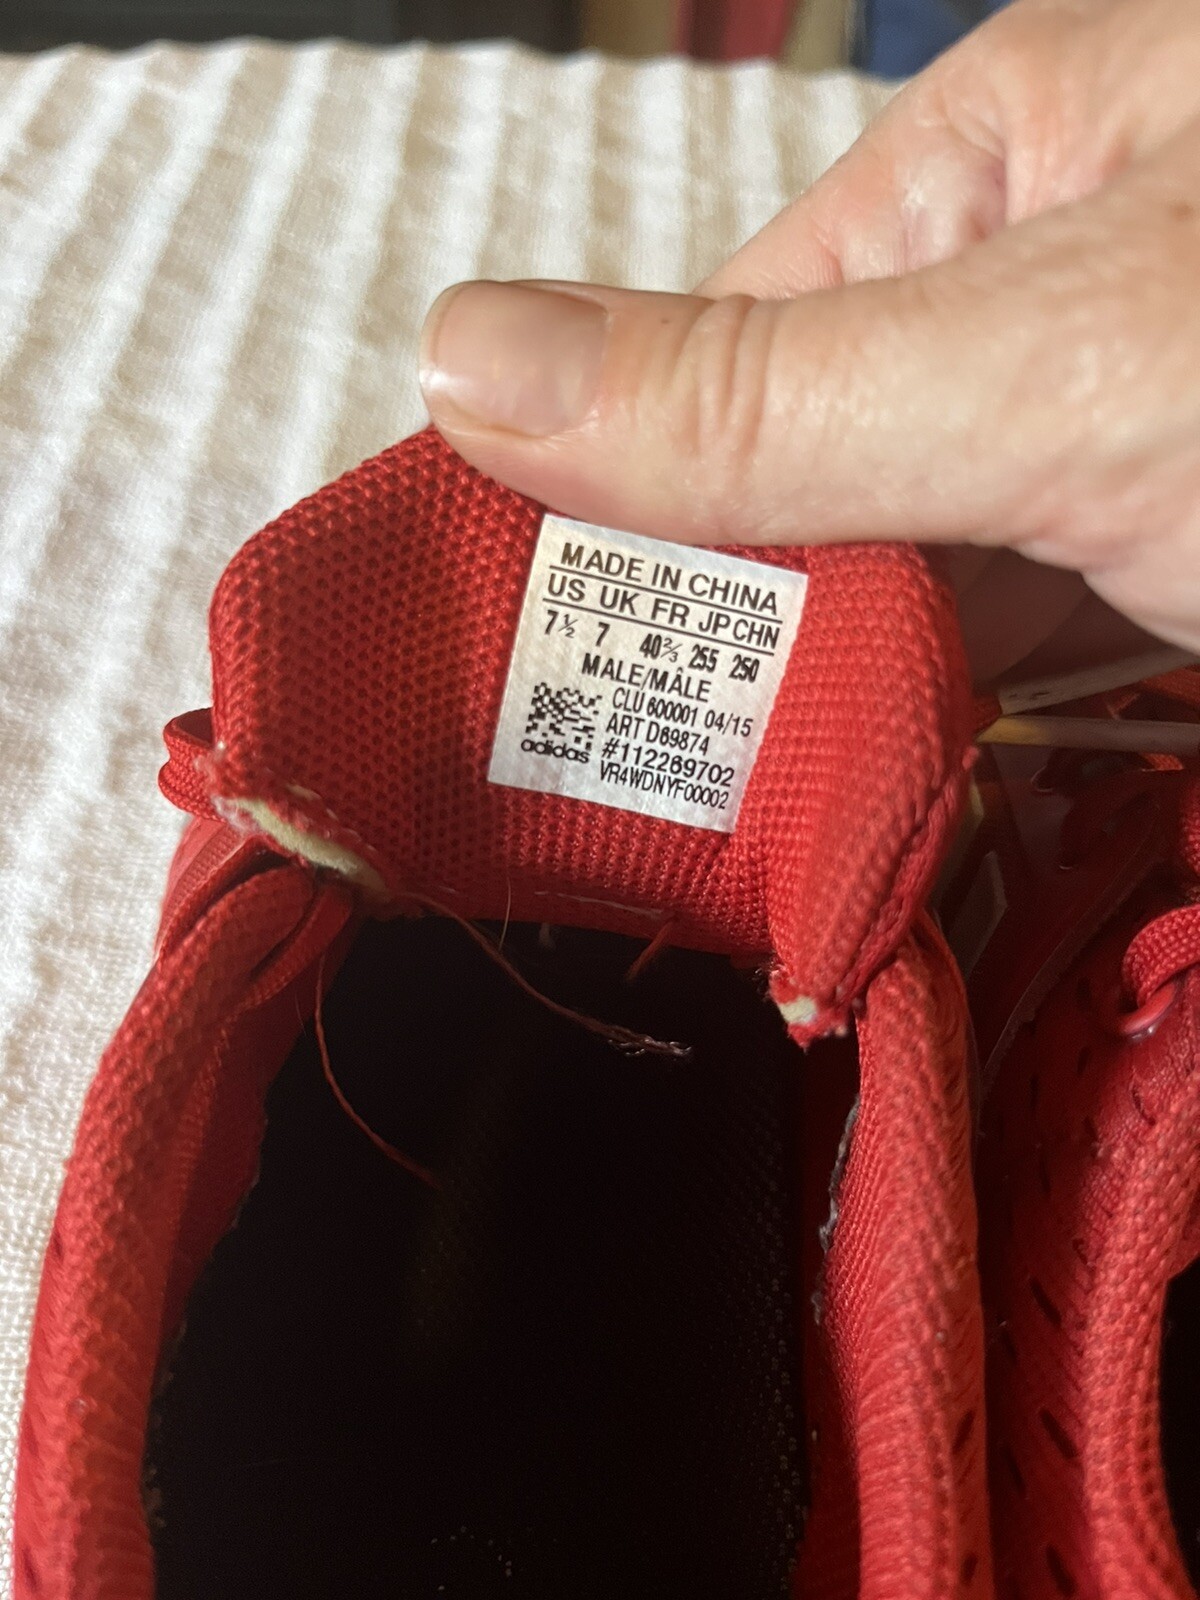 MADE IN CHINA
US UK FR JP CHN
7½ 7 40⅔ 255 250
MALE/MÂLE
CLU 600001 04/15
ART D69874
#112269702
VR4WDNYF00002
adidas